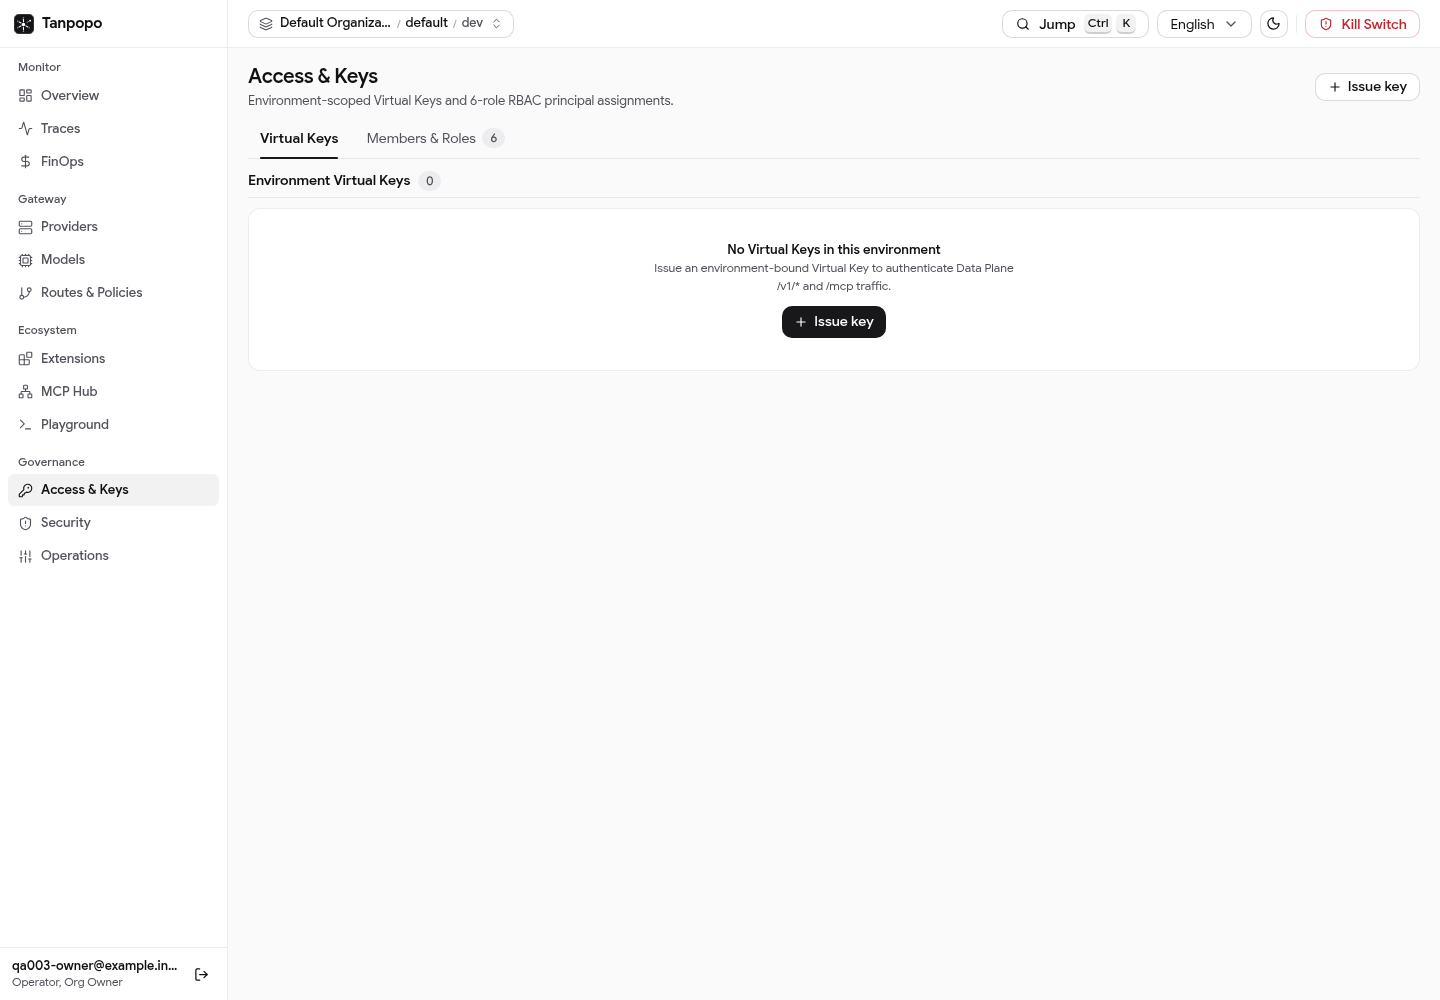 Tanpopo
Default Organiza... / default / dev
Jump Ctrl K
English
Kill Switch
Monitor
Overview
Traces
FinOps
Gateway
Providers
Models
Routes & Policies
Ecosystem
Extensions
MCP Hub
Playground
Governance
Access & Keys
Security
Operations
qa003-owner@example.in...
Operator, Org Owner
Access & Keys
Environment-scoped Virtual Keys and 6-role RBAC principal assignments.
+ Issue key
Virtual Keys
Members & Roles 6
Environment Virtual Keys 0
No Virtual Keys in this environment
Issue an environment-bound Virtual Key to authenticate Data Plane
/v1/* and /mcp traffic.
+ Issue key